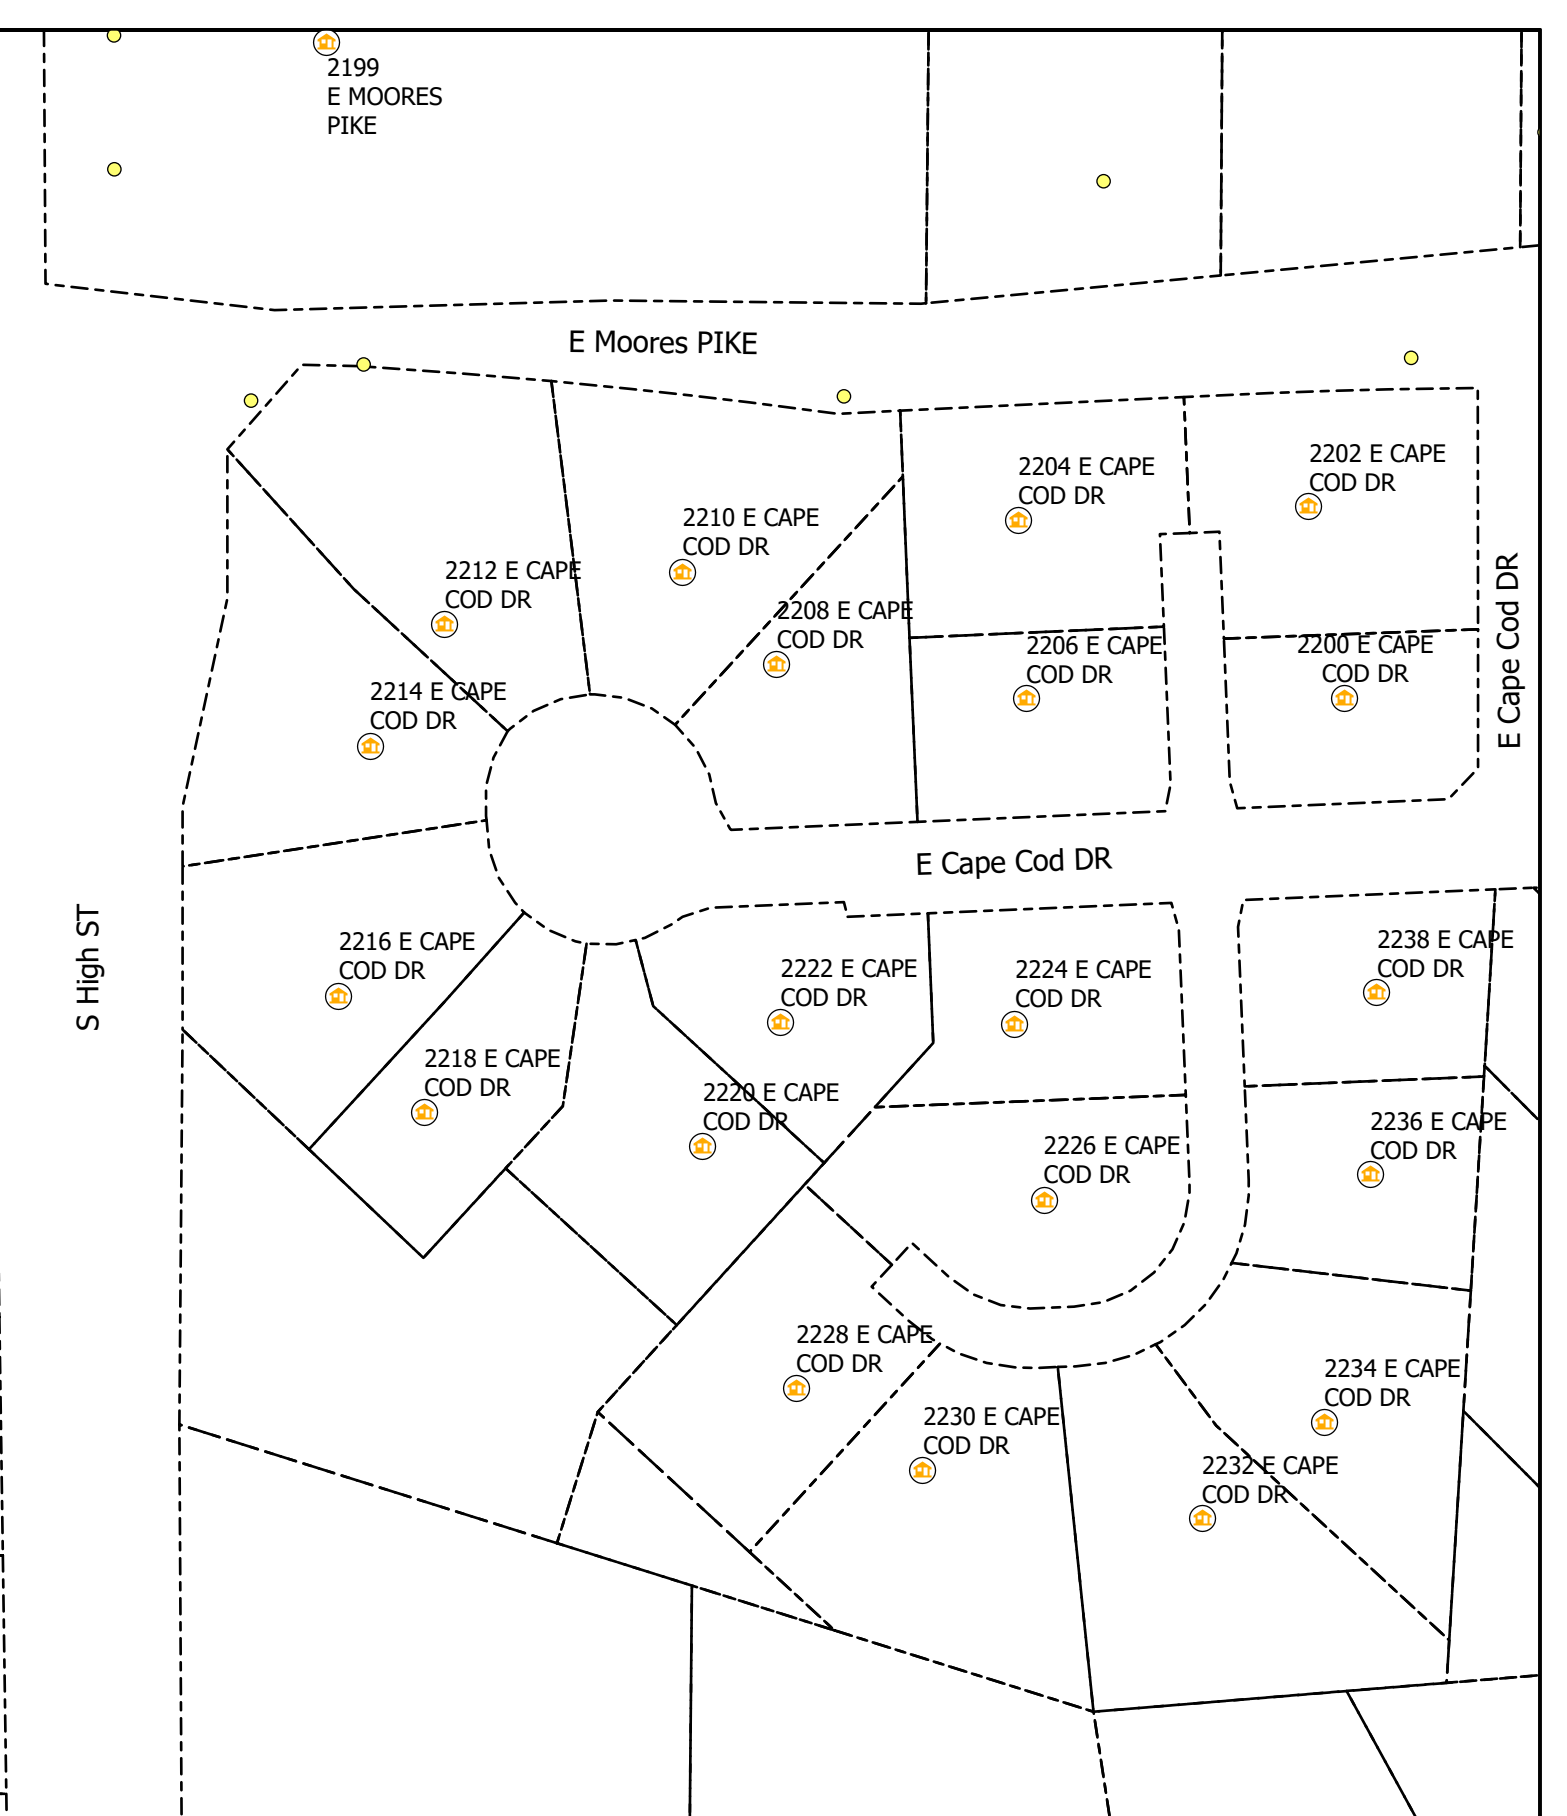 2199
E MOORES
PIKE
E Moores PIKE
2202 E CAPE
COD DR
2204 E CAPE
COD DR
2210 E CAPE
COD DR
2212 E CAPE
COD DR
2208 E CAPE
COD DR
2206 E CAPE
COD DR
2200 E CAPE
COD DR
E Cape Cod DR
2214 E CAPE
COD DR
E Cape Cod DR
S High ST
2216 E CAPE
COD DR
2222 E CAPE
COD DR
2224 E CAPE
COD DR
2238 E CAPE
COD DR
2218 E CAPE
COD DR
2220 E CAPE
COD DR
2226 E CAPE
COD DR
2236 E CAPE
COD DR
2228 E CAPE
COD DR
2234 E CAPE
COD DR
2230 E CAPE
COD DR
2232 E CAPE
COD DR